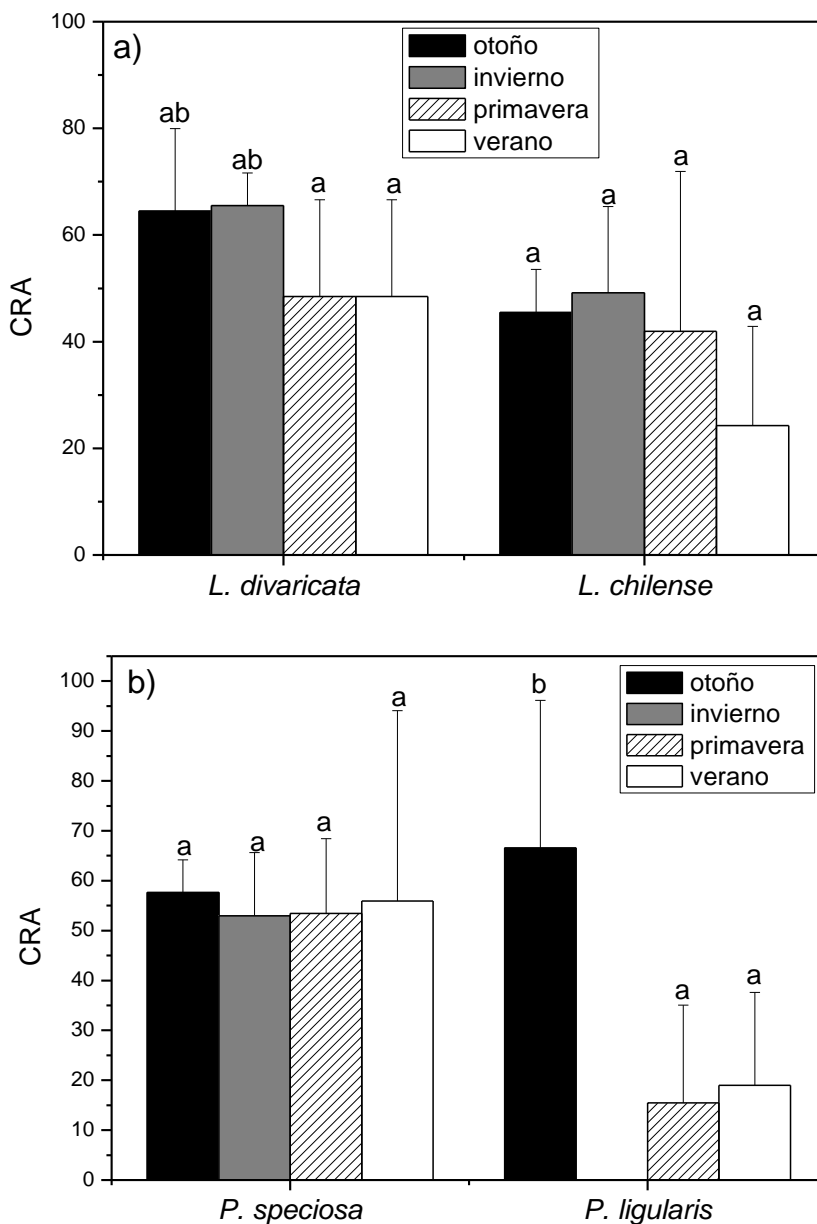 a)
otoño
invierno
primavera
verano
100
80
60
40
20
0
CRA
ab
ab
a
a
a
a
a
a
L. divaricata
L. chilense
b)
otoño
invierno
primavera
verano
100
90
80
70
60
50
40
30
20
10
0
CRA
a
a
a
a
b
a
a
P. speciosa
P. ligularis